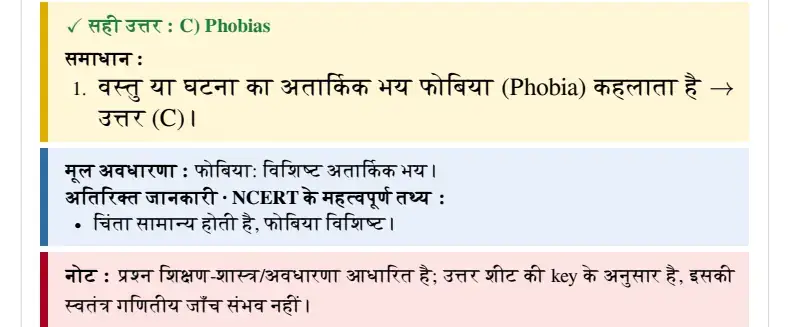 ✓ सही उत्तर : C) Phobias
समाधान :
1. वस्तु या घटना का अतार्किक भय फोबिया (Phobia) कहलाता है →
उत्तर (C)।
मूल अवधारणा : फोबिया: विशिष्ट अतार्किक भय।
अतिरिक्त जानकारी · NCERT के महत्वपूर्ण तथ्य :
• चिंता सामान्य होती है, फोबिया विशिष्ट।
नोट : प्रश्न शिक्षण-शास्त्र/अवधारणा आधारित है; उत्तर शीट की key के अनुसार है, इसकी
स्वतंत्र गणितीय जाँच संभव नहीं।